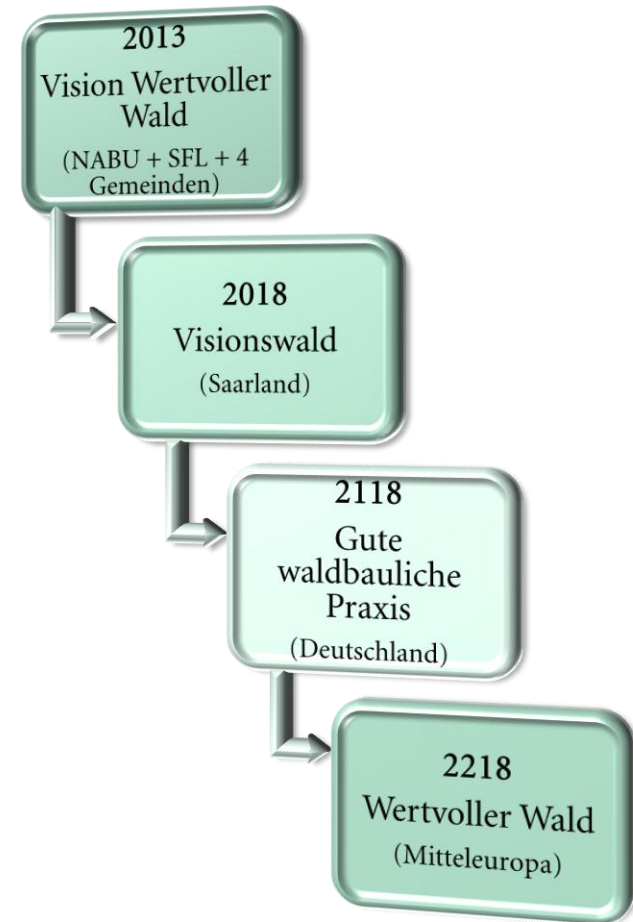 2013
Vision Wertvoller
Wald
(NABU + SFL + 4
Gemeinden)
2018
Visionswald
(Saarland)
2118
Gute
waldbauliche
Praxis
(Deutschland)
2218
Wertvoller Wald
(Mitteleuropa)